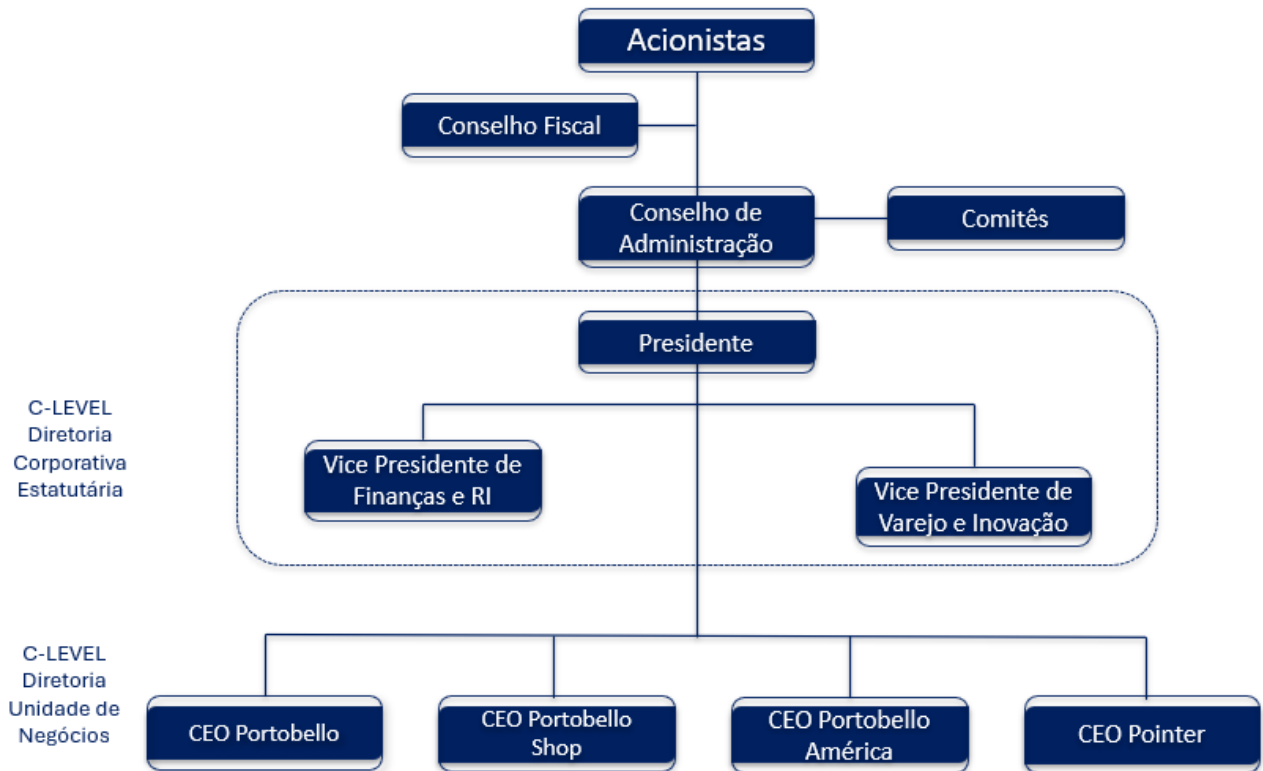 Acionistas
Conselho Fiscal
Conselho de
Administração
Comitês
Presidente
C-LEVEL
Diretoria
Corporativa
Estatutária
Vice Presidente de
Finanças e RI
Vice Presidente de
Varejo e Inovação
C-LEVEL
Diretoria
Unidade de
Negócios
CEO Portobello
CEO Portobello
Shop
CEO Portobello
América
CEO Pointer